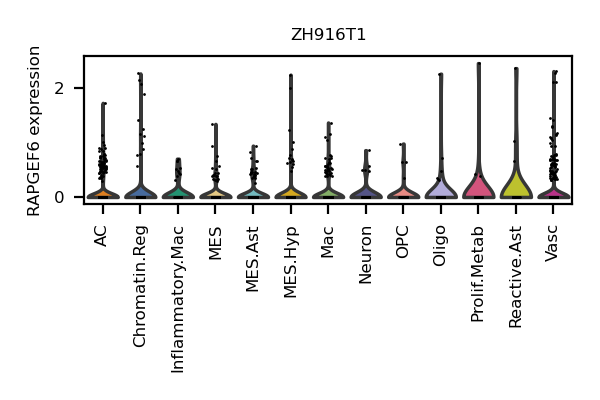 ZH916T1
RAPGEF6 expression
2
0
AC
Chromatin.Reg
Inflammatory.Mac
MES
MES.Ast
MES.Hyp
Mac
Neuron
OPC
Oligo
Prolif.Metab
Reactive.Ast
Vasc